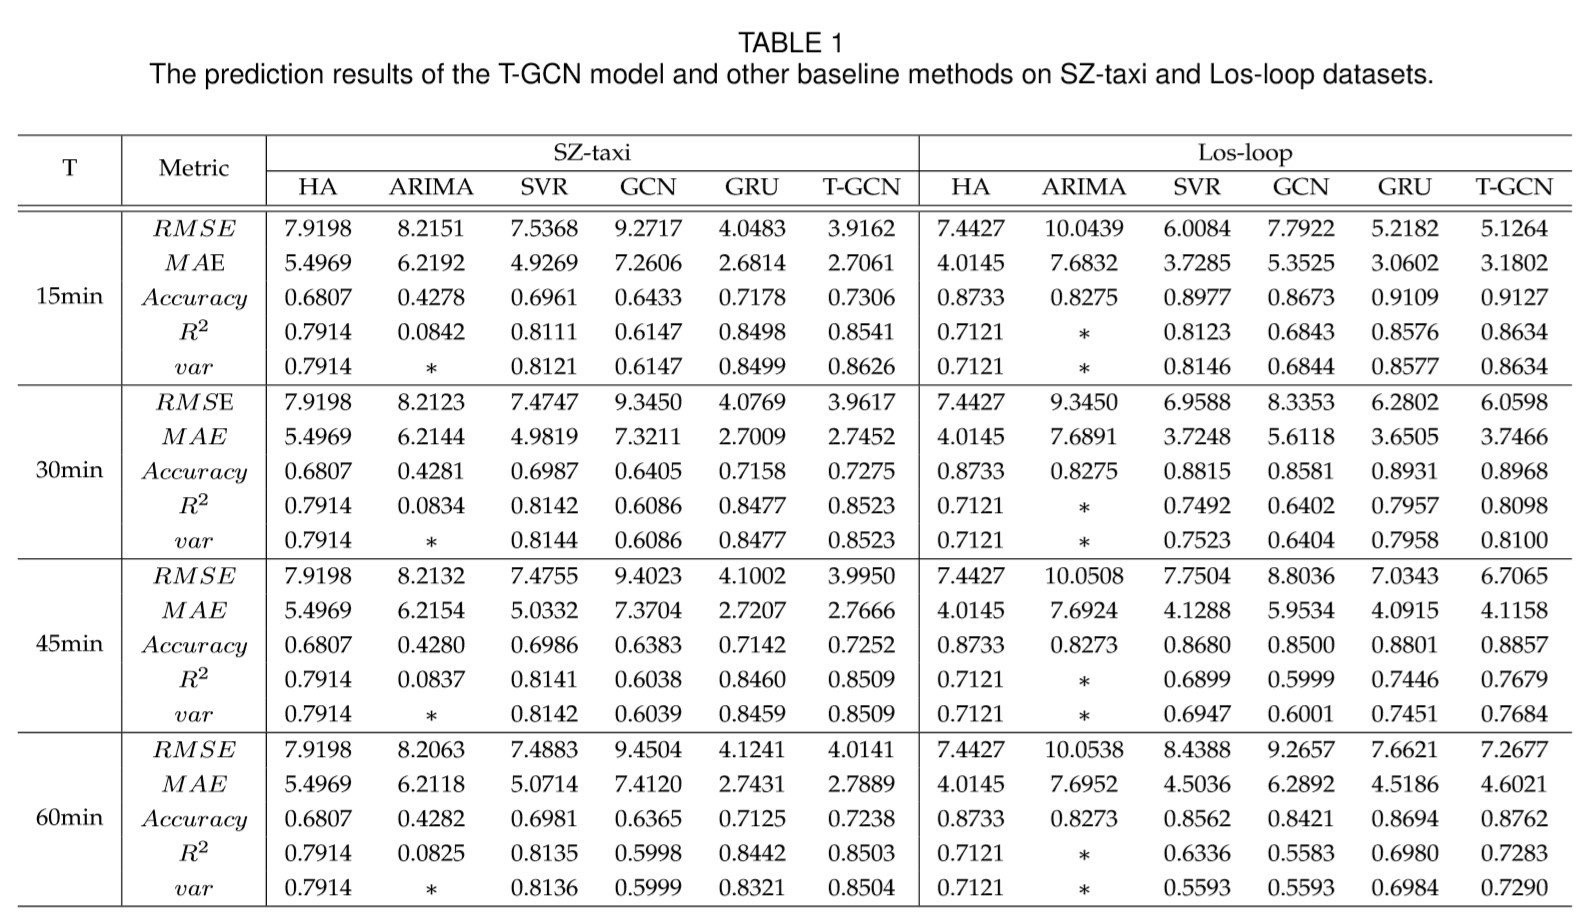 TABLE 1
The prediction results of the T-GCN model and other baseline methods on SZ-taxi and Los-loop datasets.
T Metric SZ-taxi Los-loop
HA ARIMA SVR GCN GRU T-GCN HA ARIMA SVR GCN GRU T-GCN
15min
RMSE 7.9198 8.2151 7.5368 9.2717 4.0483 3.9162 7.4427 10.0439 6.0084 7.7922 5.2182 5.1264
MAE 5.4969 6.2192 4.9269 7.2606 2.6814 2.7061 4.0145 7.6832 3.7285 5.3525 3.0602 3.1802
Accuracy 0.6807 0.4278 0.6961 0.6433 0.7178 0.7306 0.8733 0.8275 0.8977 0.8673 0.9109 0.9127
R² 0.7914 0.0842 0.8111 0.6147 0.8498 0.8541 0.7121 * 0.8123 0.6843 0.8576 0.8634
var 0.7914 * 0.8121 0.6147 0.8499 0.8626 0.7121 * 0.8146 0.6844 0.8577 0.8634
30min
RMSE 7.9198 8.2123 7.4747 9.3450 4.0769 3.9617 7.4427 9.3450 6.9588 8.3353 6.2802 6.0598
MAE 5.4969 6.2144 4.9819 7.3211 2.7009 2.7452 4.0145 7.6891 3.7248 5.6118 3.6505 3.7466
Accuracy 0.6807 0.4281 0.6987 0.6405 0.7158 0.7275 0.8733 0.8275 0.8815 0.8581 0.8931 0.8968
R² 0.7914 0.0834 0.8142 0.6086 0.8477 0.8523 0.7121 * 0.7492 0.6402 0.7957 0.8098
var 0.7914 * 0.8144 0.6086 0.8477 0.8523 0.7121 * 0.7523 0.6404 0.7958 0.8100
45min
RMSE 7.9198 8.2132 7.4755 9.4023 4.1002 3.9950 7.4427 10.0508 7.7504 8.8036 7.0343 6.7065
MAE 5.4969 6.2154 5.0332 7.3704 2.7207 2.7666 4.0145 7.6924 4.1288 5.9534 4.0915 4.1158
Accuracy 0.6807 0.4280 0.6986 0.6383 0.7142 0.7252 0.8733 0.8273 0.8680 0.8500 0.8801 0.8857
R² 0.7914 0.0837 0.8141 0.6038 0.8460 0.8509 0.7121 * 0.6899 0.5999 0.7446 0.7679
var 0.7914 * 0.8142 0.6039 0.8459 0.8509 0.7121 * 0.6947 0.6001 0.7451 0.7684
60min
RMSE 7.9198 8.2063 7.4883 9.4504 4.1241 4.0141 7.4427 10.0538 8.4388 9.2657 7.6621 7.2677
MAE 5.4969 6.2118 5.0714 7.4120 2.7431 2.7889 4.0145 7.6952 4.5036 6.2892 4.5186 4.6021
Accuracy 0.6807 0.4282 0.6981 0.6365 0.7125 0.7238 0.8733 0.8273 0.8562 0.8421 0.8694 0.8762
R² 0.7914 0.0825 0.8135 0.5998 0.8442 0.8503 0.7121 * 0.6336 0.5583 0.6980 0.7283
var 0.7914 * 0.8136 0.5999 0.8321 0.8504 0.7121 * 0.5593 0.5593 0.6984 0.7290